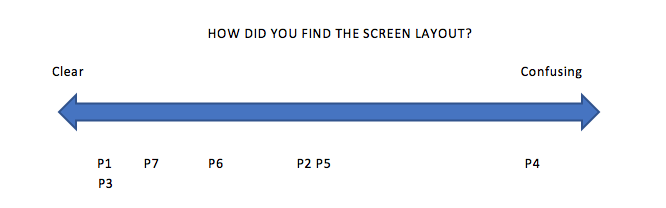 HOW DID YOU FIND THE SCREEN LAYOUT?
Clear Confusing
P1 P7 P6 P2 P5 P4
P3